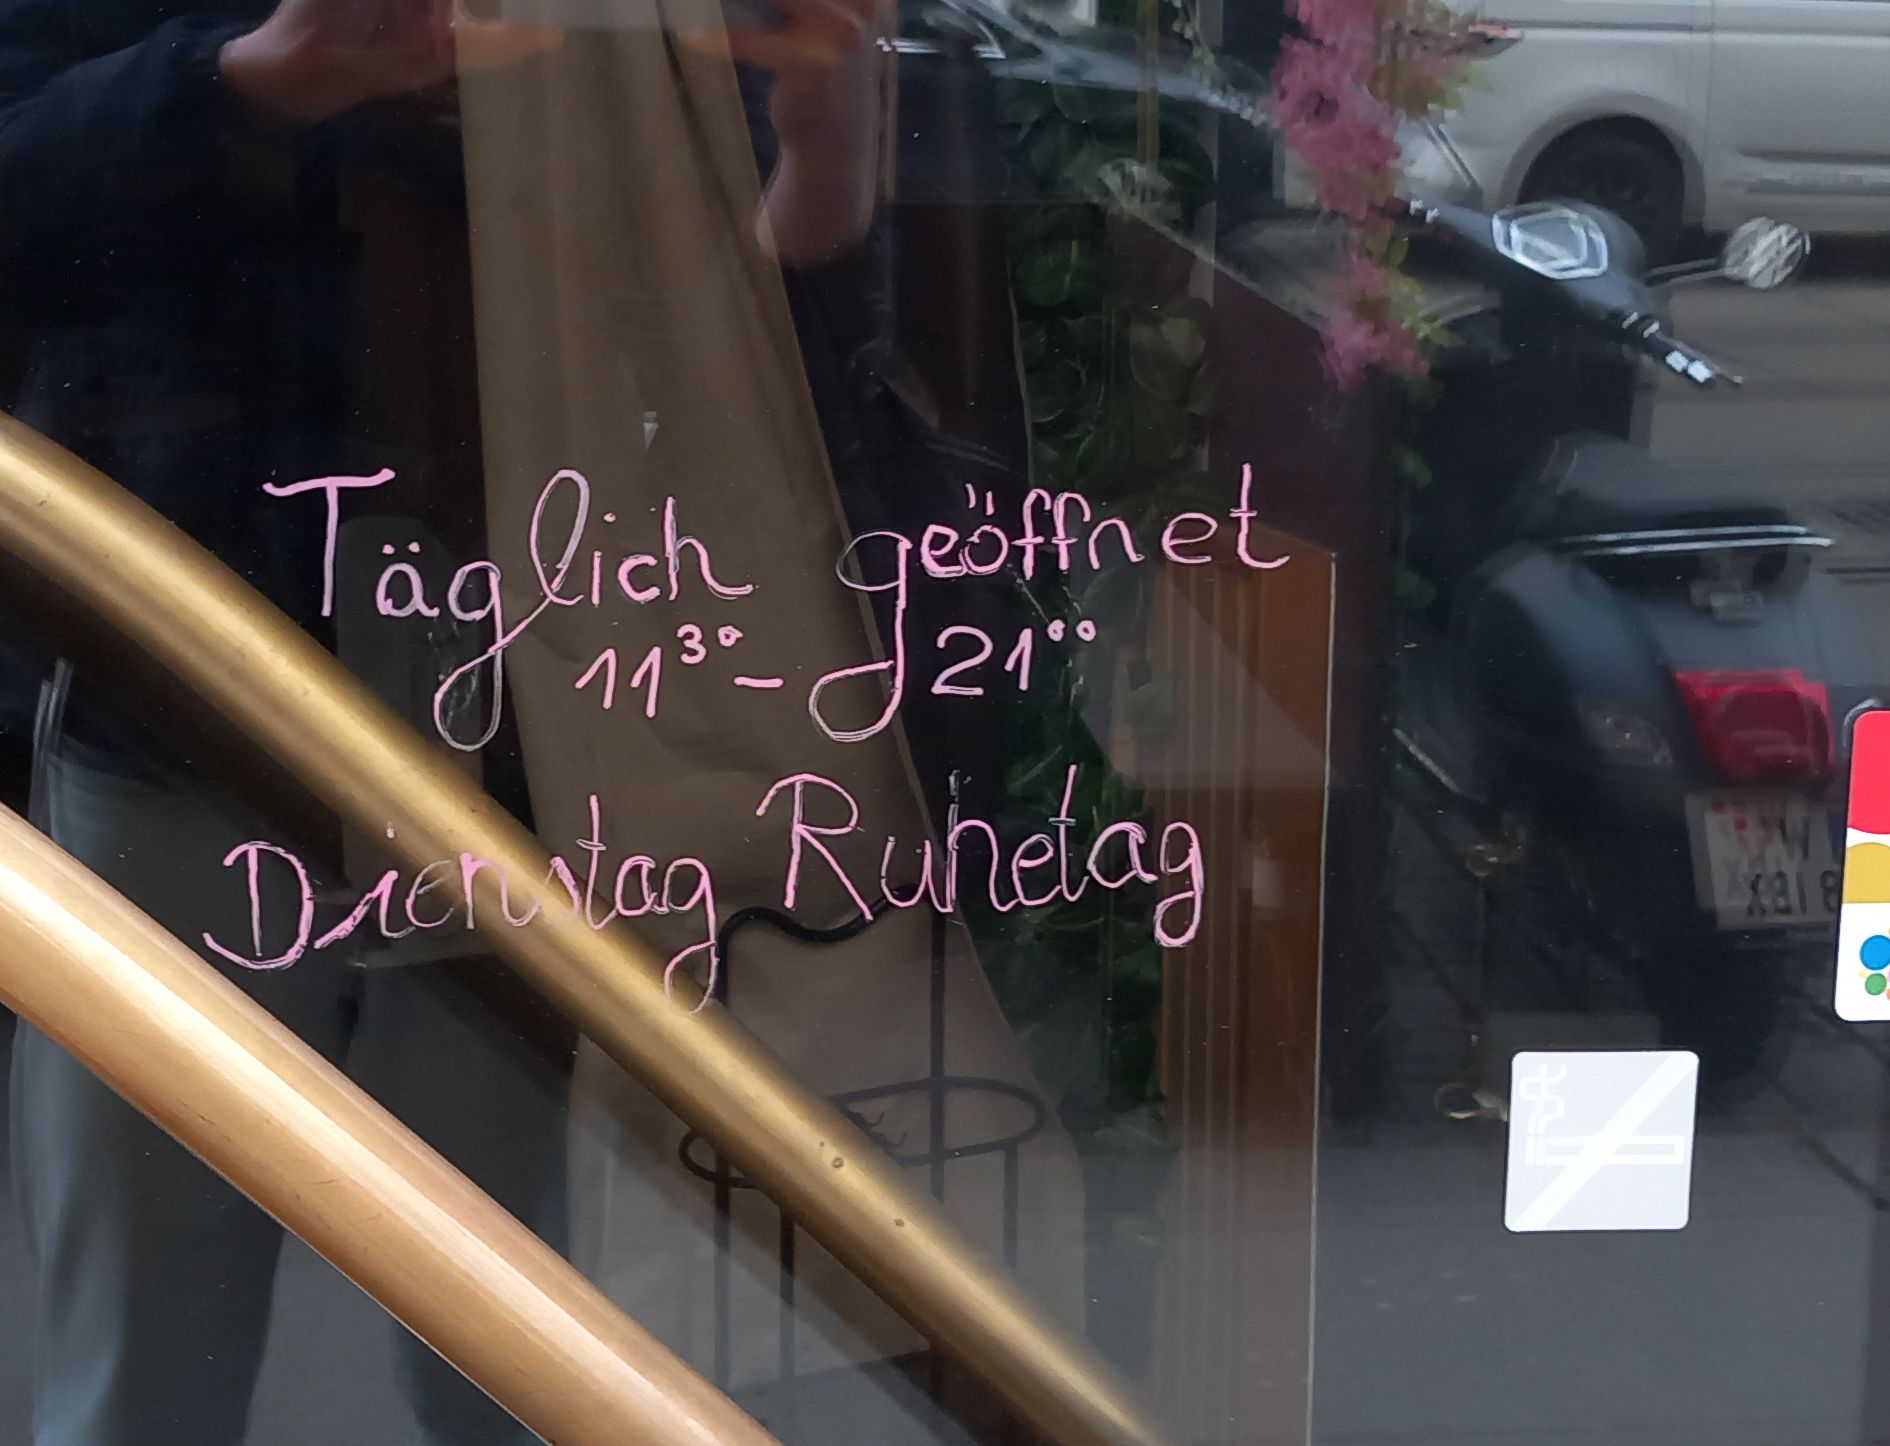 Täglich geöffnet
11³⁰ - 21⁰⁰
Dienstag Ruhetag